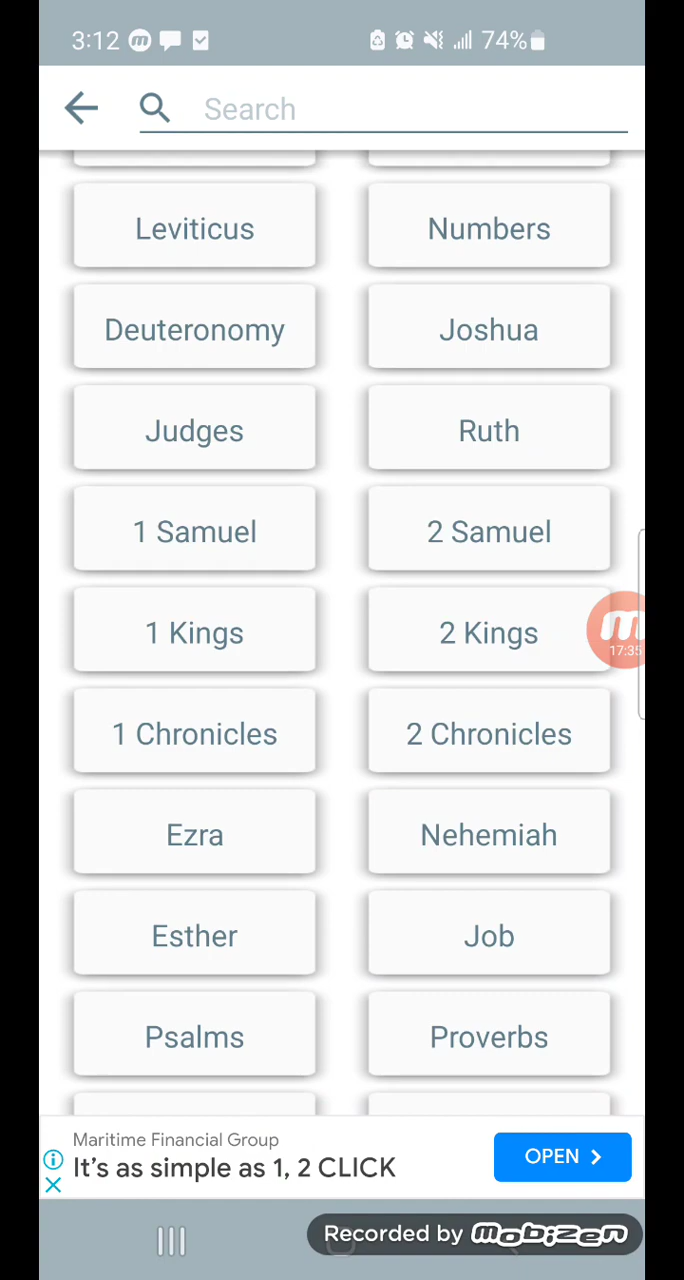 3:12 74%
Search
Leviticus Numbers
Deuteronomy Joshua
Judges Ruth
1 Samuel 2 Samuel
1 Kings 2 Kings
17:35
1 Chronicles 2 Chronicles
Ezra Nehemiah
Esther Job
Psalms Proverbs
Maritime Financial Group
It's as simple as 1, 2 CLICK
OPEN
Recorded by mobizen